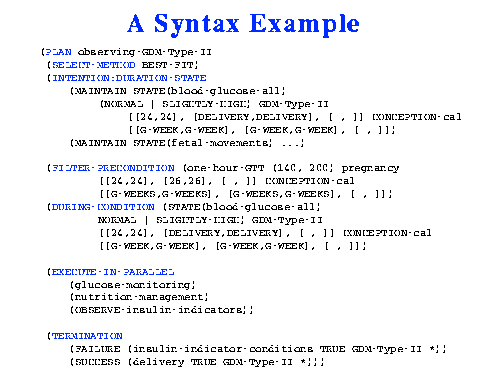 A Syntax Example
(PLAN observing-GDM-Type-II
(SELECT-METHOD BEST-FIT)
(INTENTION:DURATION-STATE
(MAINTAIN STATE(blood-glucose-all)
(NORMAL | SLIGHTLY-HIGH) GDM-Type-II
[[24,24], [DELIVERY,DELIVERY], [ , ]] CONCEPTION-cal
[[G-WEEK,G-WEEK], [G-WEEK,G-WEEK], [ , ]])
(MAINTAIN STATE(fetal-movements) ...)
(FILTER-PRECONDITION (one-hour-GTT (140, 200) pregnancy
[[24,24], [26,26], [ , ]] CONCEPTION-cal
[[G-WEEKS,G-WEEKS], [G-WEEKS,G-WEEKS], [ , ]])
(DURING-CONDITION (STATE(blood-glucose-all)
NORMAL | SLIGHTLY-HIGH) GDM-Type-II
[[24,24], [DELIVERY,DELIVERY], [ , ]] CONCEPTION-cal
[[G-WEEK,G-WEEK], [G-WEEK,G-WEEK], [ , ]])
(EXECUTE-IN-PARALLEL
(glucose-monitoring)
(nutrition-management)
(OBSERVE-insulin-indicators))
(TERMINATION
(FAILURE (insulin-indicator-conditions TRUE GDM-Type-II *))
(SUCCESS (delivery TRUE GDM-Type-II *)))